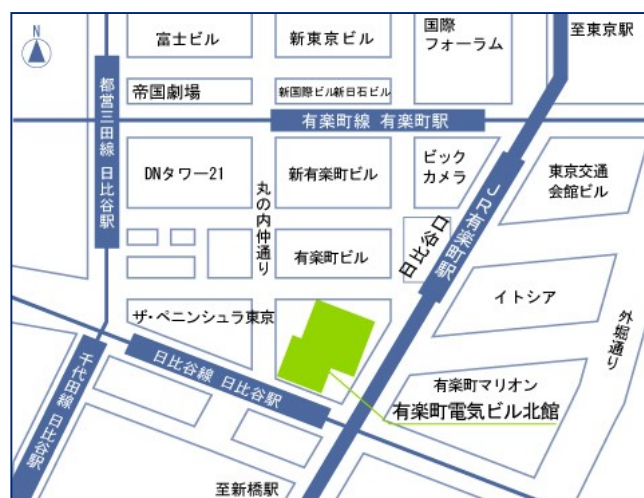 N
富士ビル
新東京ビル
国際
フォーラム
至東京駅
帝国劇場
新国際ビル
新日石ビル
都営三田線 日比谷駅
有楽町線 有楽町駅
DNタワー21
丸の内仲通り
新有楽町ビル
ビック
カメラ
東京交通
会館ビル
JR有楽町駅
日比谷口
有楽町ビル
イトシア
外堀通り
ザ・ペニンシュラ東京
日比谷線 日比谷駅
千代田線 日比谷駅
有楽町マリオン
有楽町電気ビル北館
至新橋駅